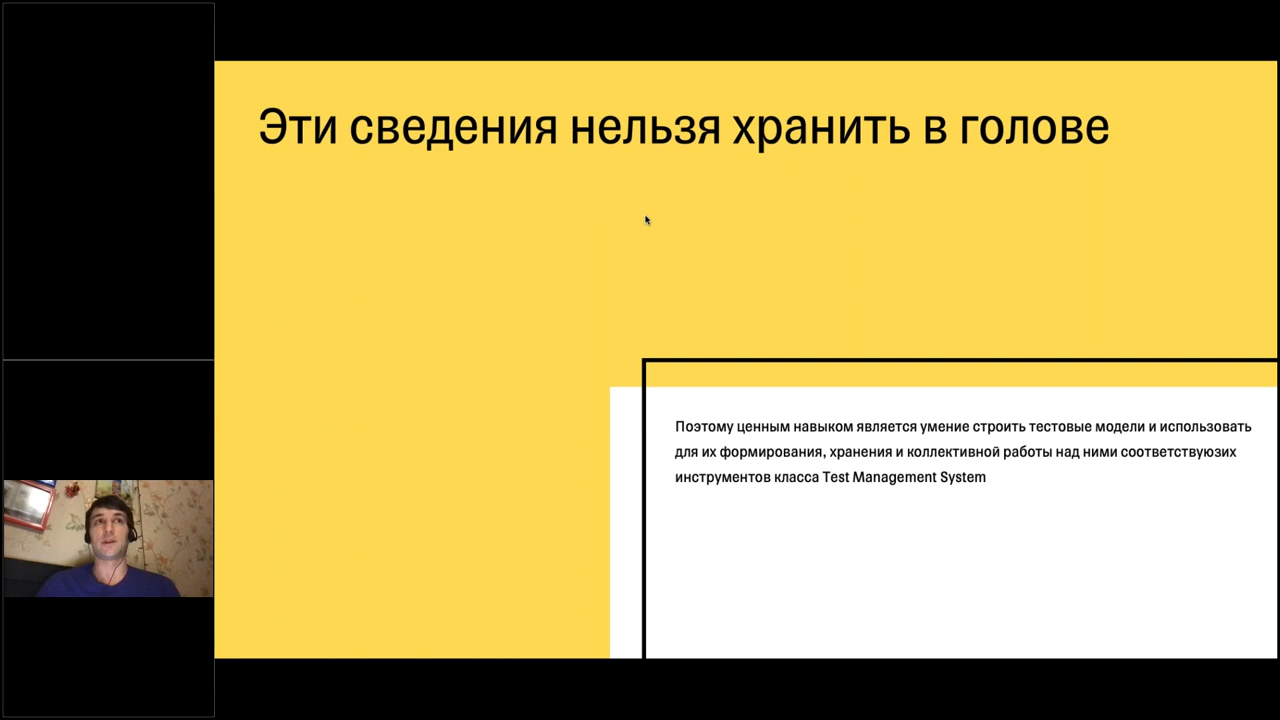 Эти сведения нельзя хранить в голове
Поэтому ценным навыком является умение строить тестовые модели и использовать
для их формирования, хранения и коллективной работы над ними соответствуюзих
инструментов класса Test Management System